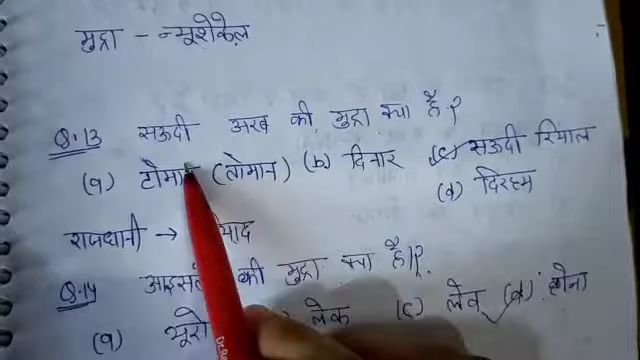 मुद्रा - न्यूशेकेल
Q.13 सऊदी अरब की मुद्रा क्या है?
(a) टोमान (तोमान) (b) दिनार (c) सऊदी रियाल
(d) दिरहम
राजधानी →
Q.14 की मुद्रा क्या है?
(a) लेक (c) लेव (d)